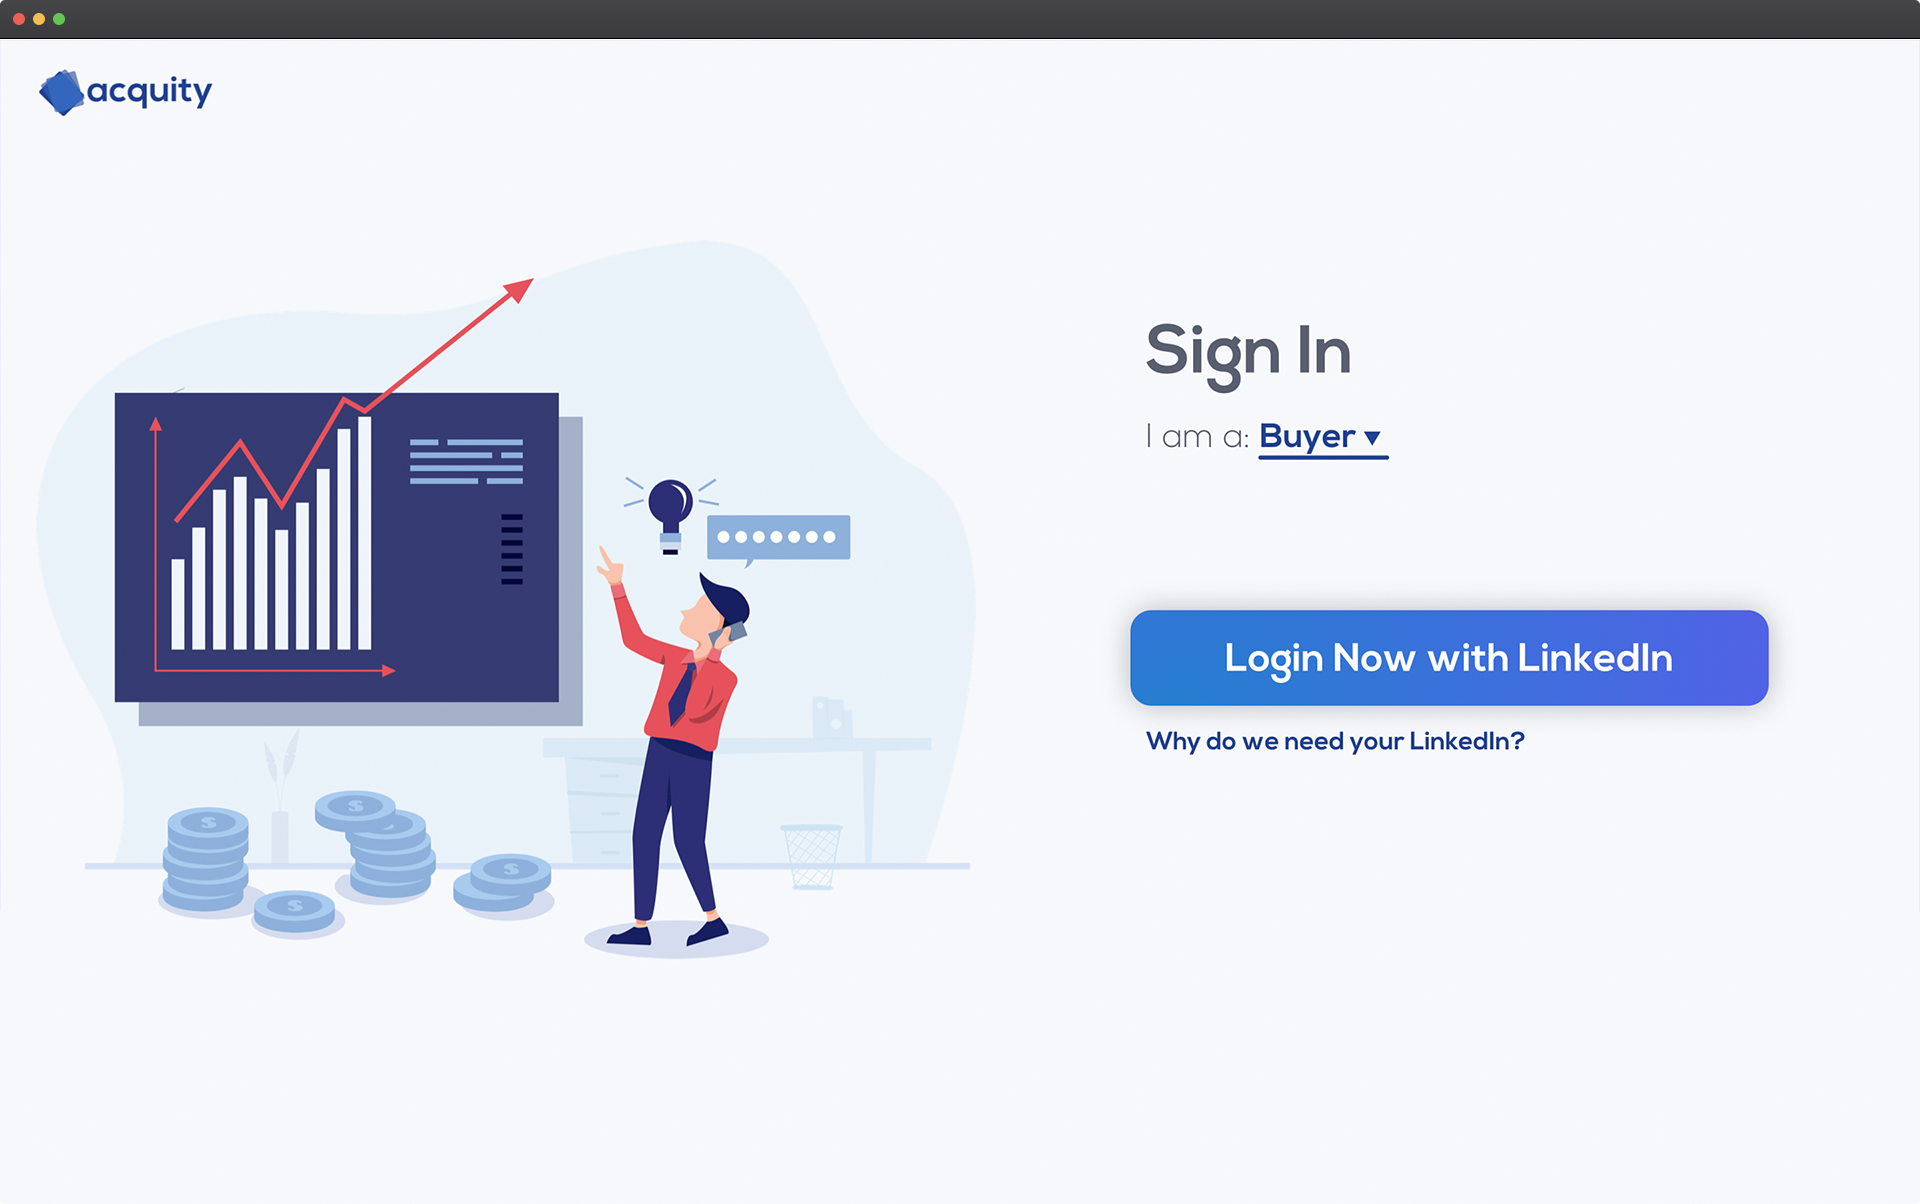 acquity
Sign In
I am a: Buyer ▼
Login Now with LinkedIn
Why do we need your LinkedIn?
$
$
$
$